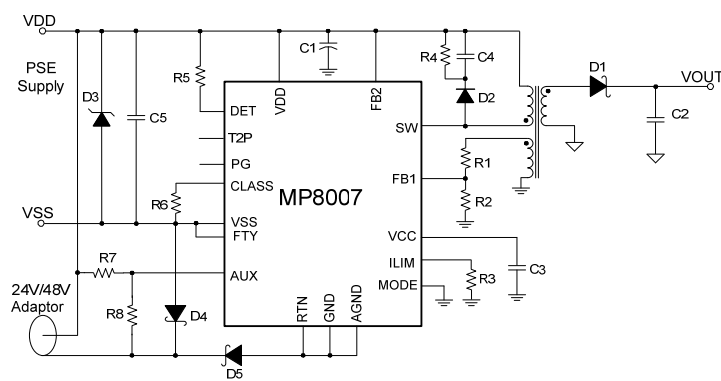 VDD
PSE
Supply
D3
C5
R5
C1
VDD
FB2
R4
C4
D2
D1
VOUT
C2
DET
T2P
PG
CLASS
R6
VSS
VSS
FTY
MP8007
SW
FB1
R1
R2
VCC
ILIM
MODE
R3
C3
R7
AUX
24V/48V
Adaptor
R8
D4
RTN
GND
AGND
D5